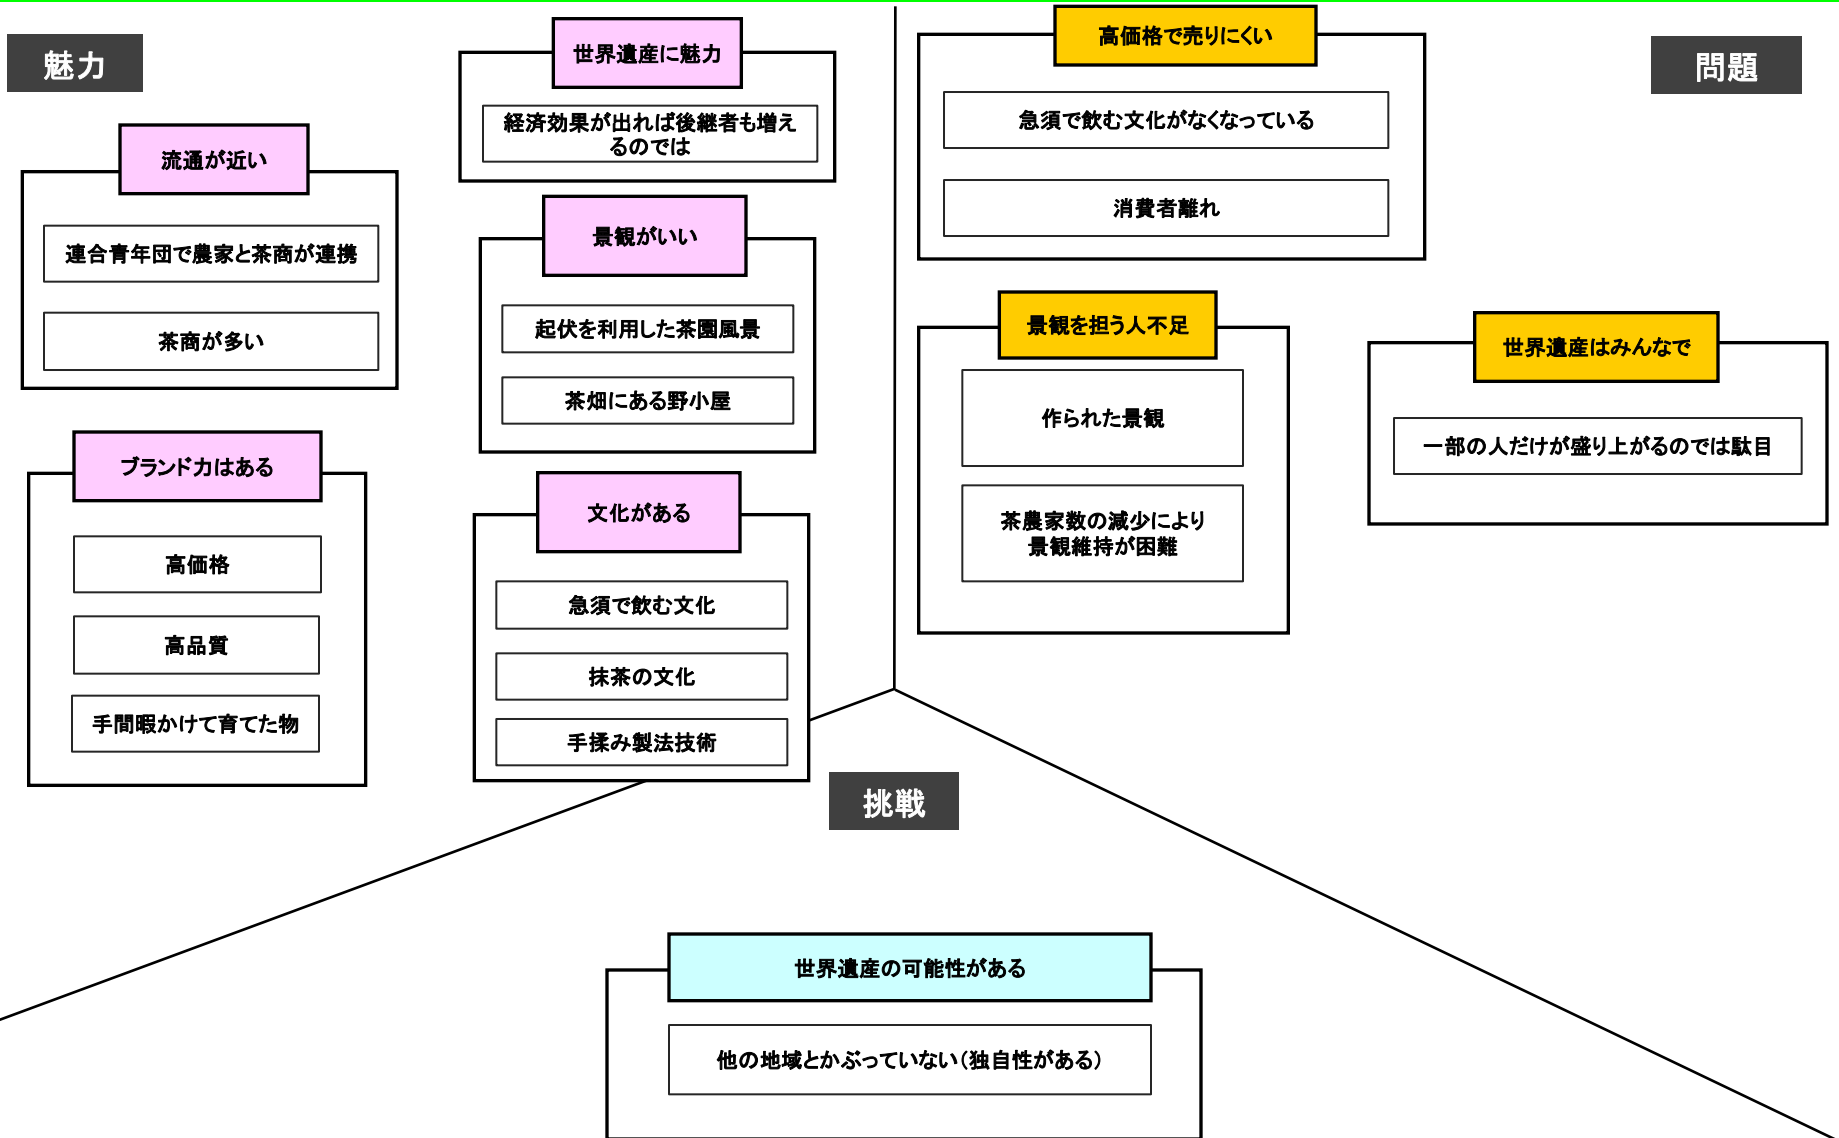 魅力
流通が近い
連合青年団で農家と茶商が連携
茶商が多い
ブランド力はある
高価格
高品質
手間暇かけて育てた物
世界遺産に魅力
経済効果が出れば後継者も増え
るのでは
景観がいい
起伏を利用した茶園風景
茶畑にある野小屋
文化がある
急須で飲む文化
抹茶の文化
手揉み製法技術
問題
高価格で売りにくい
急須で飲む文化がなくなっている
消費者離れ
景観を担う人不足
作られた景観
茶農家数の減少により
景観維持が困難
世界遺産はみんなで
一部の人だけが盛り上がるのでは駄目
挑戦
世界遺産の可能性がある
他の地域とかぶっていない（独自性がある）